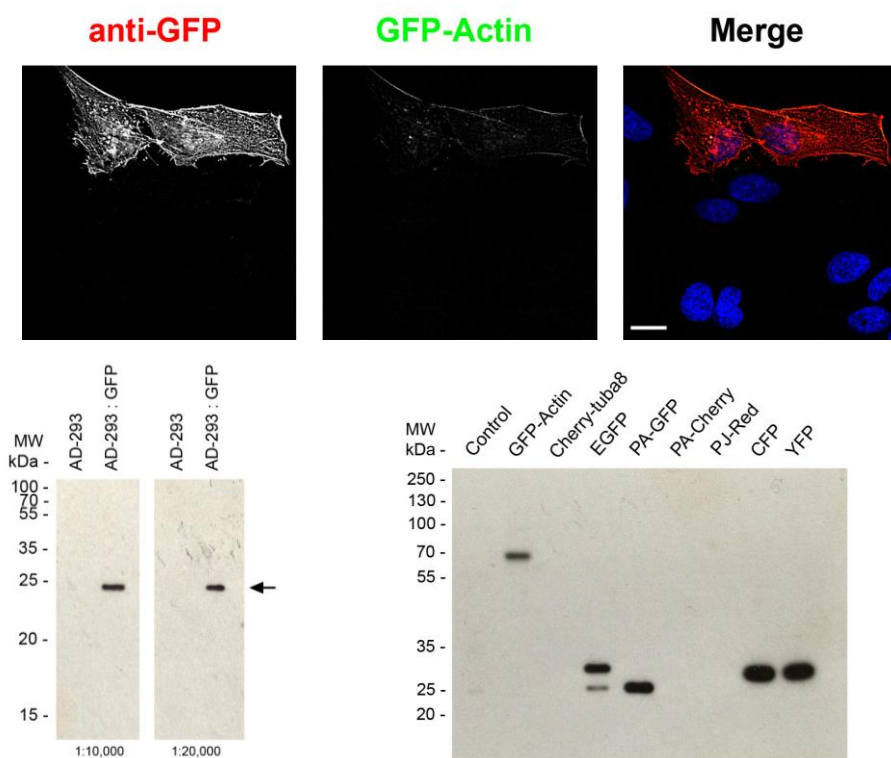 anti-GFP GFP-Actin Merge
MW
kDa -
AD-293
AD-293 : GFP
AD-293
AD-293 : GFP
100 -
70 -
55 -
35 -
25 -
20 -
15 -
1:10,000
1:20,000
MW
kDa -
Control
GFP-Actin
Cherry-tuba8
EGFP
PA-GFP
PA-Cherry
PJ-Red
CFP
YFP
250 -
130 -
100 -
70 -
55 -
35 -
25 -
20 -